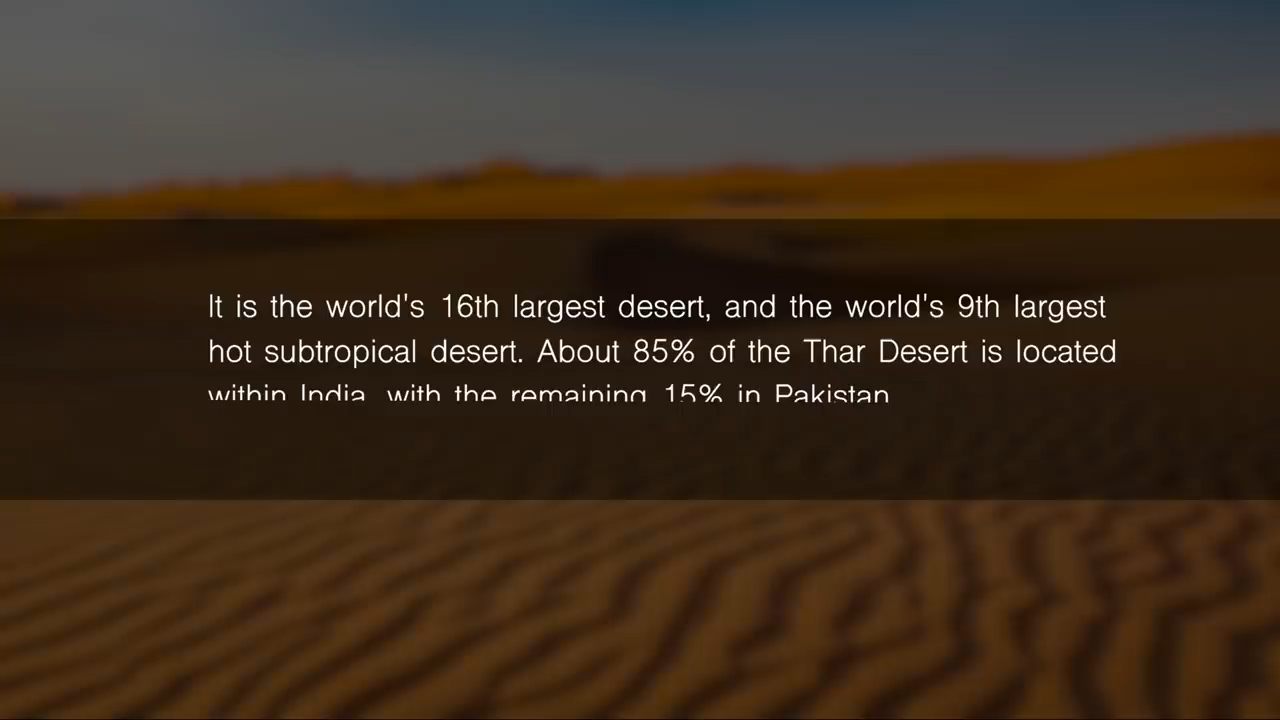 It is the world's 16th largest desert, and the world's 9th largest
hot subtropical desert. About 85% of the Thar Desert is located
within India, with the remaining 15% in Pakistan